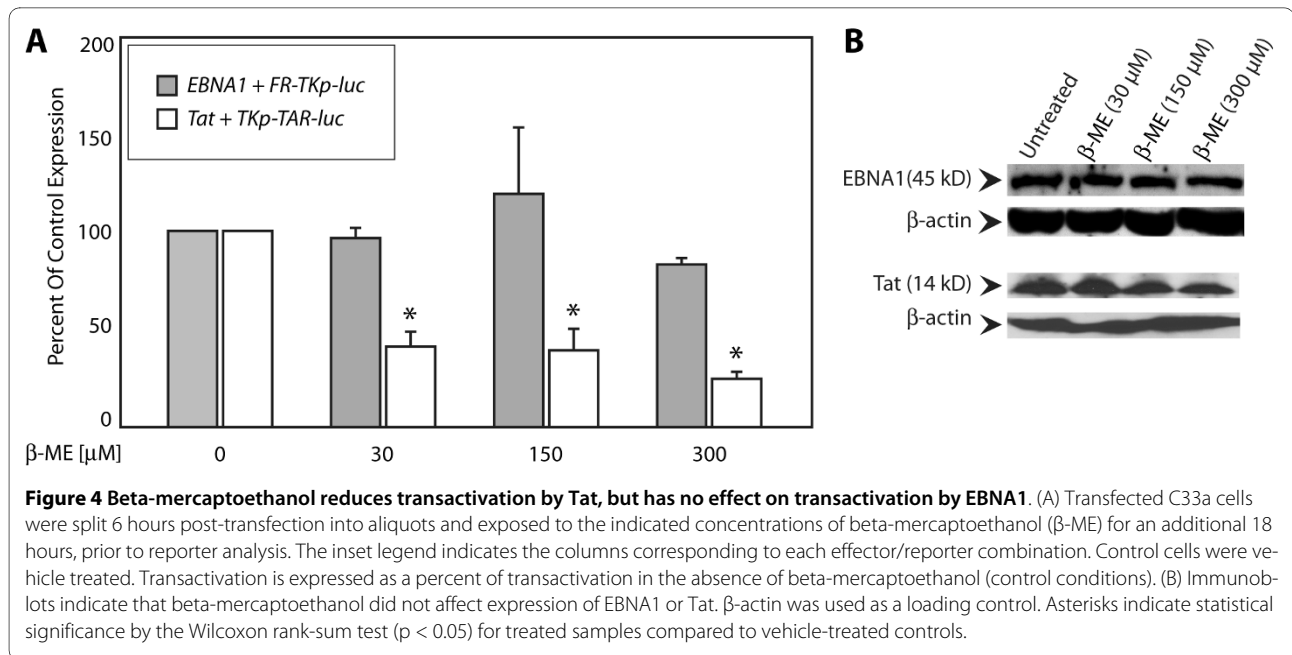 A
200
150
100
50
0
Percent Of Control Expression
EBNA1 + FR-TKp-luc
Tat + TKp-TAR-luc
*
*
*
β-ME [µM]
0
30
150
300
B
Untreated
β-ME (30 µM)
β-ME (150 µM)
β-ME (300 µM)
EBNA1(45 kD)
β-actin
Tat (14 kD)
β-actin
Figure 4 Beta-mercaptoethanol reduces transactivation by Tat, but has no effect on transactivation by EBNA1. (A) Transfected C33a cells
were split 6 hours post-transfection into aliquots and exposed to the indicated concentrations of beta-mercaptoethanol (β-ME) for an additional 18
hours, prior to reporter analysis. The inset legend indicates the columns corresponding to each effector/reporter combination. Control cells were ve-
hicle treated. Transactivation is expressed as a percent of transactivation in the absence of beta-mercaptoethanol (control conditions). (B) Immunob-
lots indicate that beta-mercaptoethanol did not affect expression of EBNA1 or Tat. β-actin was used as a loading control. Asterisks indicate statistical
significance by the Wilcoxon rank-sum test (p < 0.05) for treated samples compared to vehicle-treated controls.